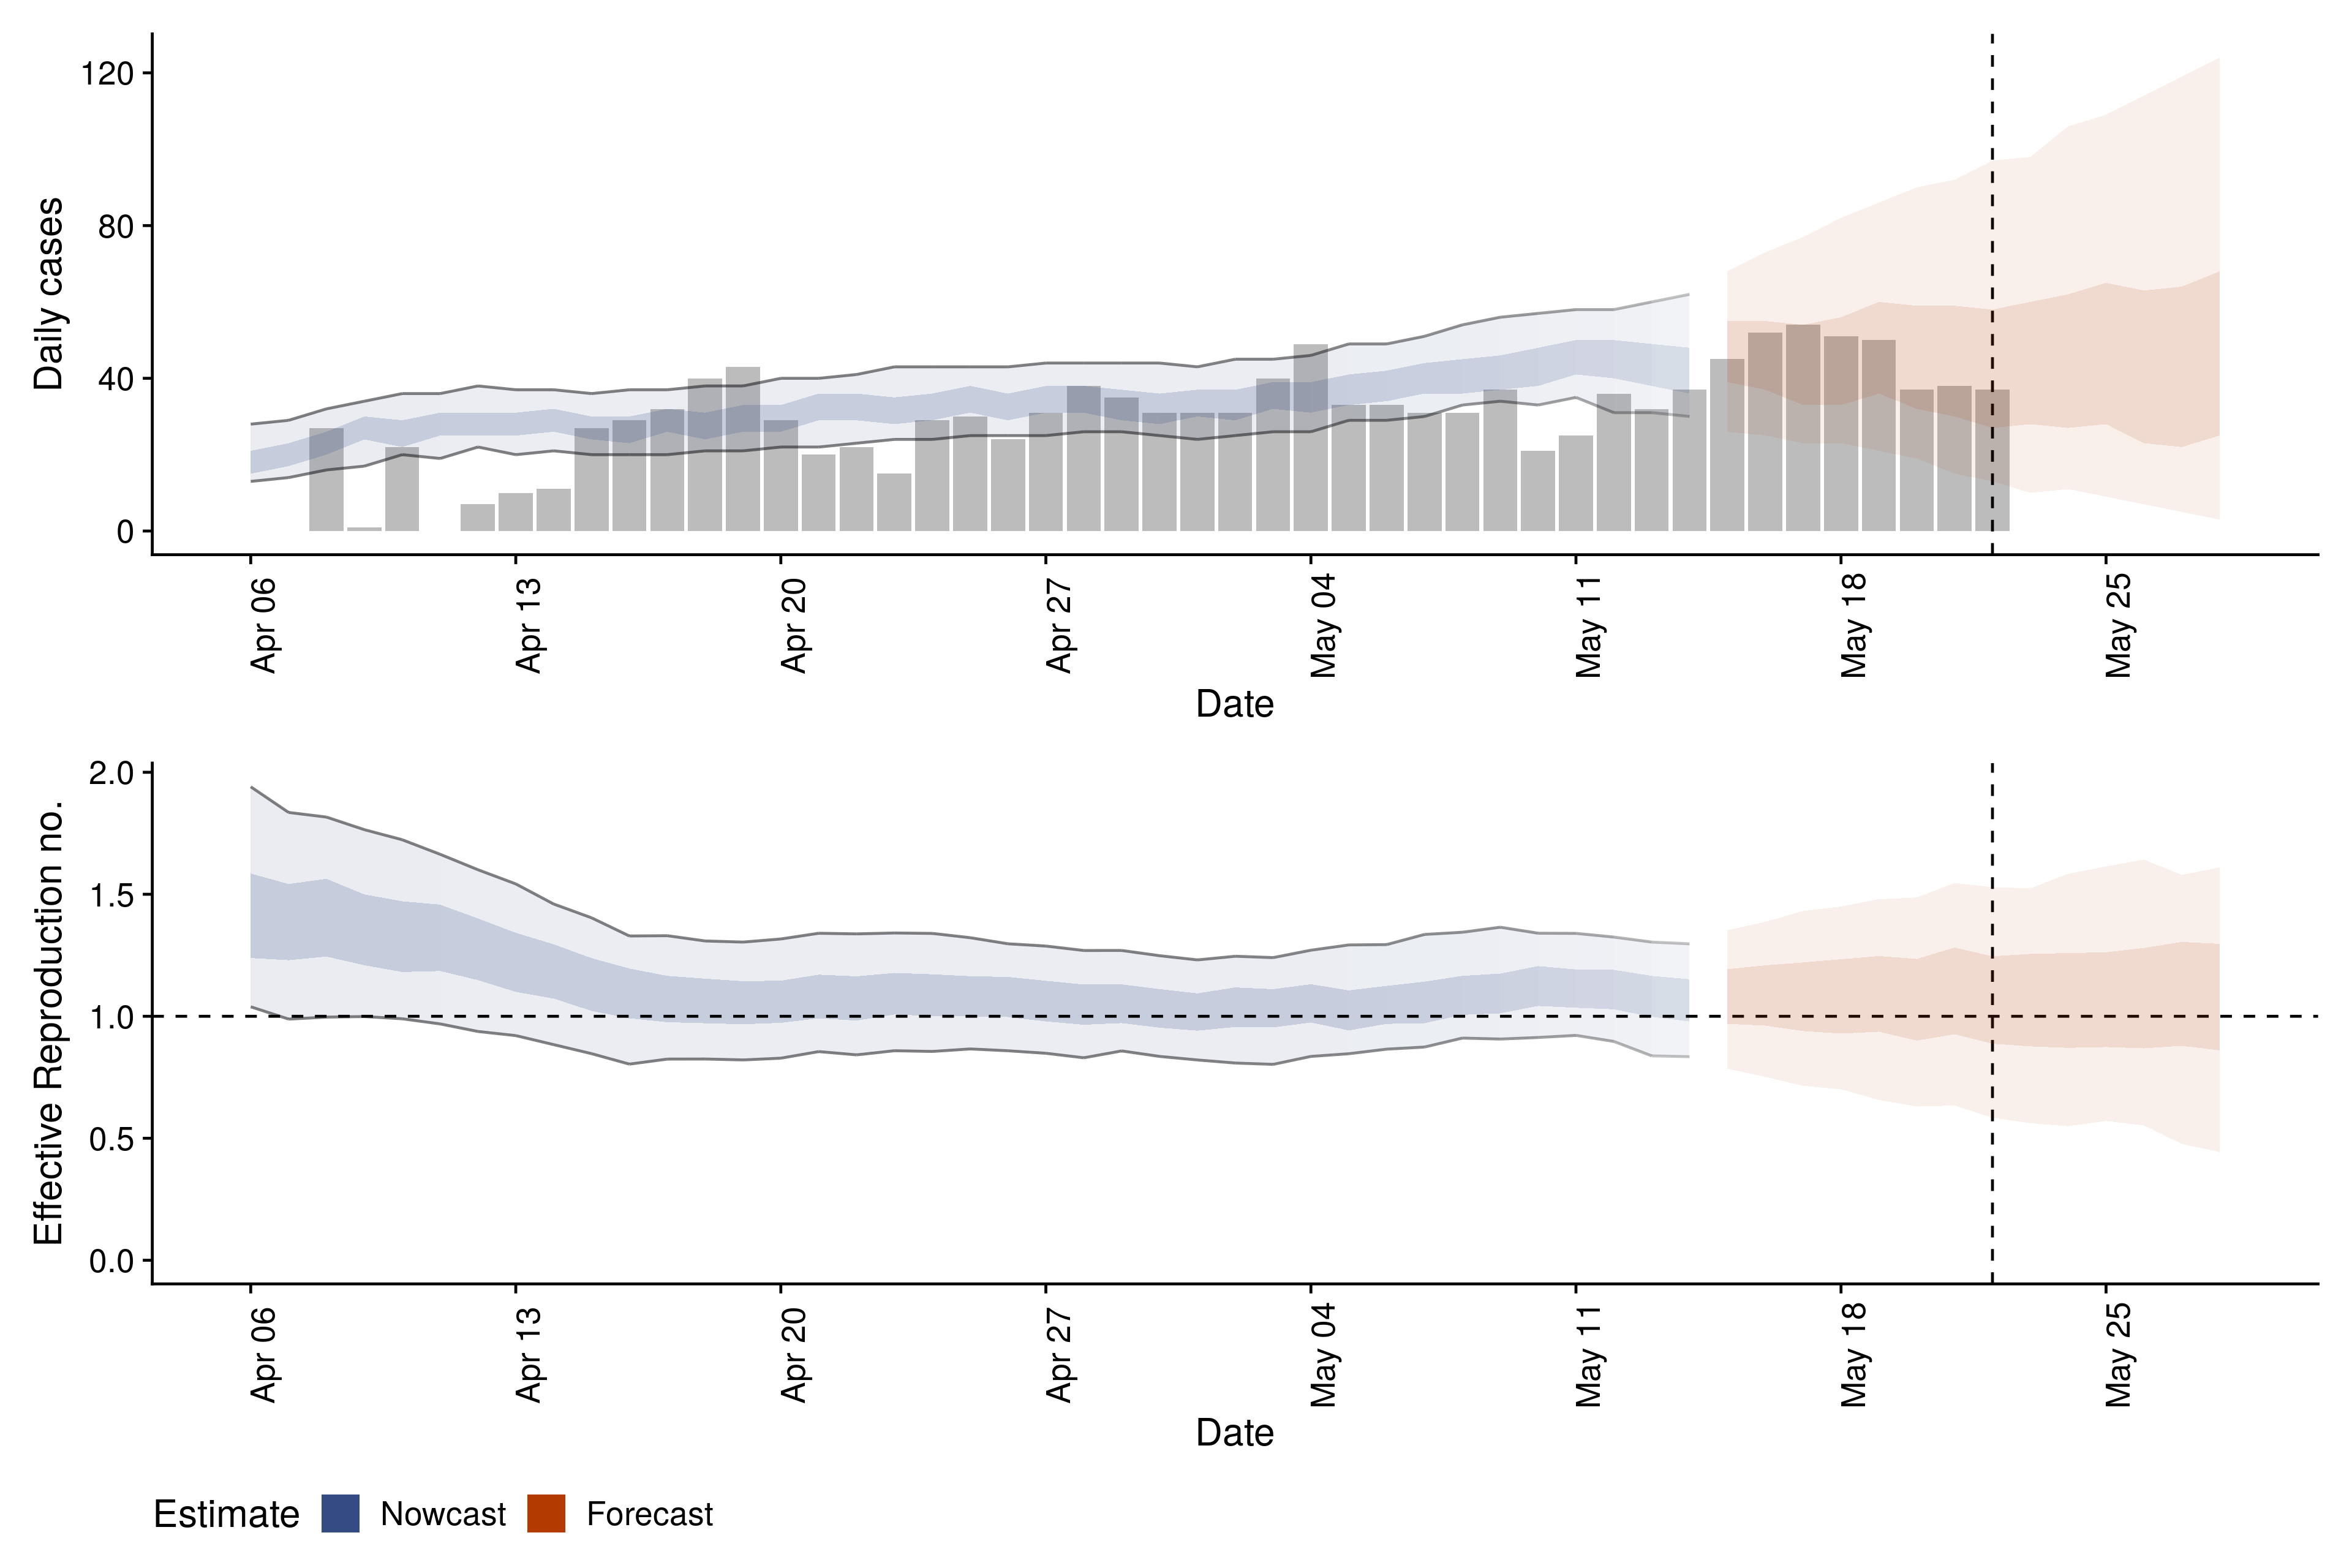 Daily cases
120
80
40
0
Apr 06
Apr 13
Apr 20
Apr 27
May 04
May 11
May 18
May 25
Date
Effective Reproduction no.
2.0
1.5
1.0
0.5
0.0
Apr 06
Apr 13
Apr 20
Apr 27
May 04
May 11
May 18
May 25
Date
Estimate Nowcast Forecast